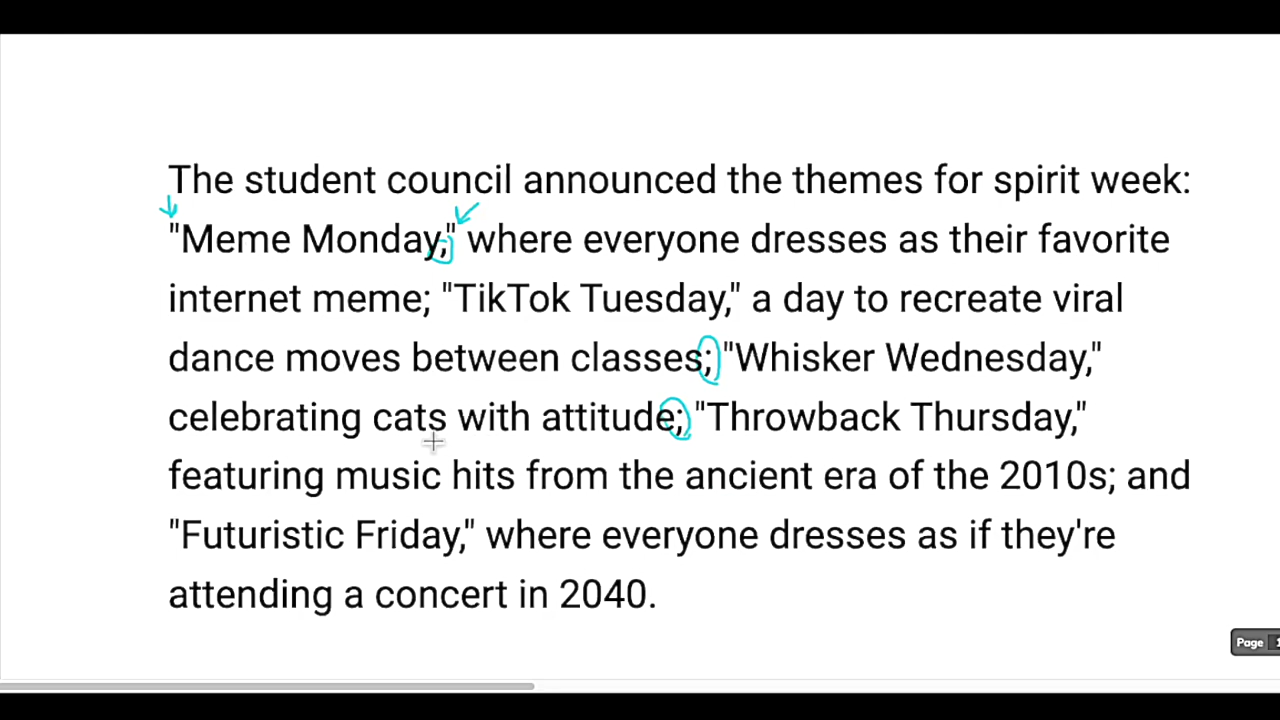 The student council announced the themes for spirit week:
"Meme Monday," where everyone dresses as their favorite
internet meme; "TikTok Tuesday," a day to recreate viral
dance moves between classes; "Whisker Wednesday,"
celebrating cats with attitude; "Throwback Thursday,"
featuring music hits from the ancient era of the 2010s; and
"Futuristic Friday," where everyone dresses as if they're
attending a concert in 2040.
Page